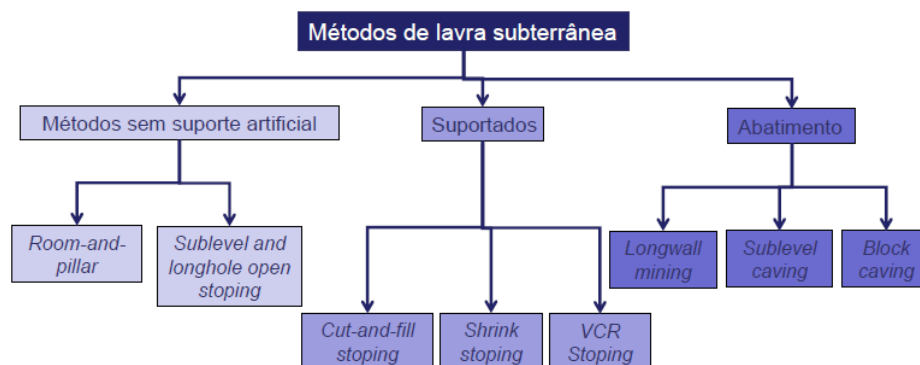 Métodos de lavra subterrânea
Métodos sem suporte artificial
Suportados
Abatimento
Room-and-
pillar
Sublevel and
longhole open
stoping
Longwall
mining
Sublevel
caving
Block
caving
Cut-and-fill
stoping
Shrink
stoping
VCR
Stoping